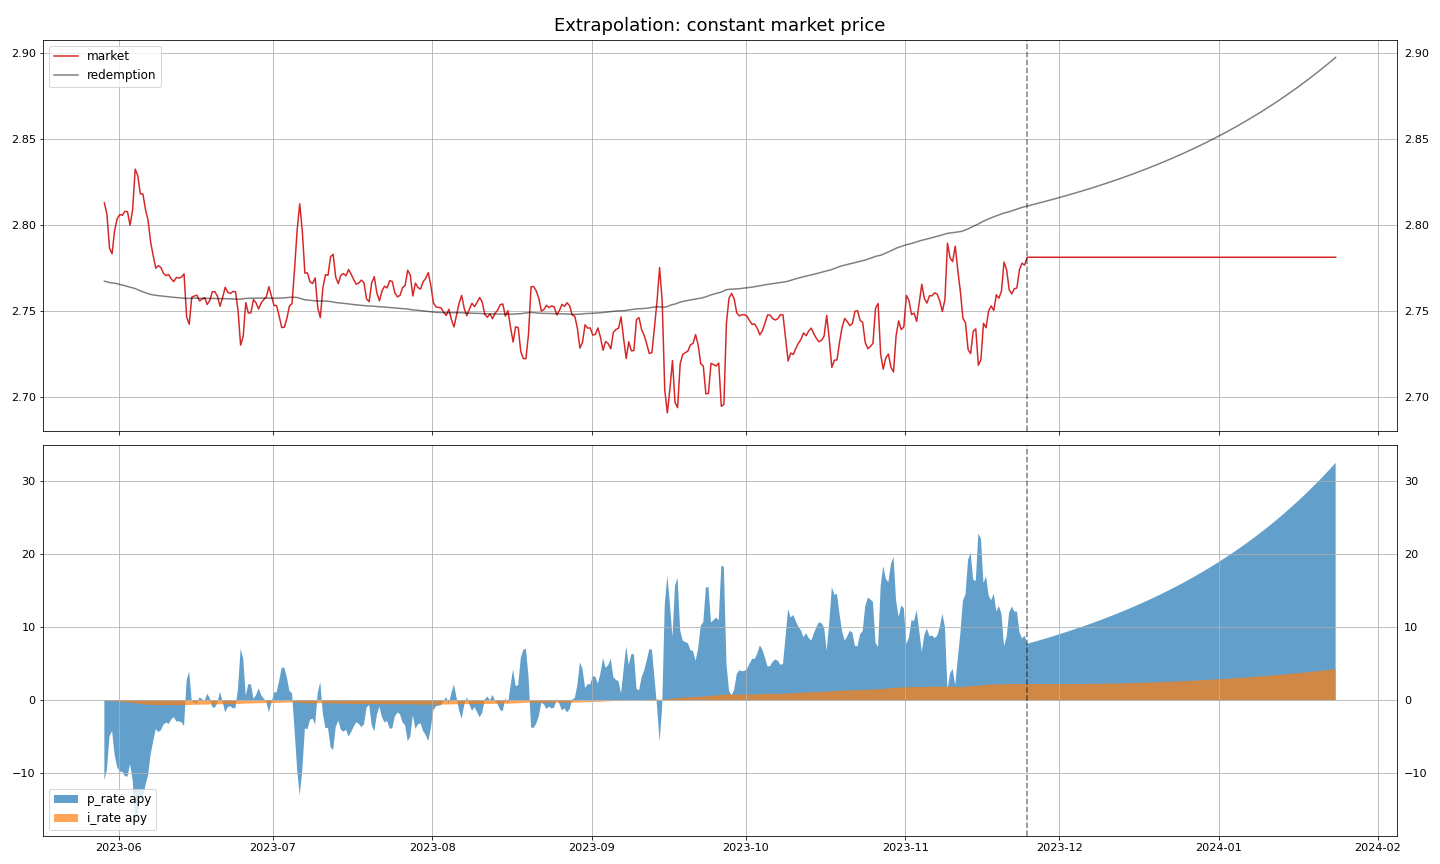 Extrapolation: constant market price
market
redemption
2.90 2.90
2.85 2.85
2.80 2.80
2.75 2.75
2.70 2.70
30 30
20 20
10 10
0 0
−10 −10
p_rate apy
i_rate apy
2023-06 2023-07 2023-08 2023-09 2023-10 2023-11 2023-12 2024-01 2024-02